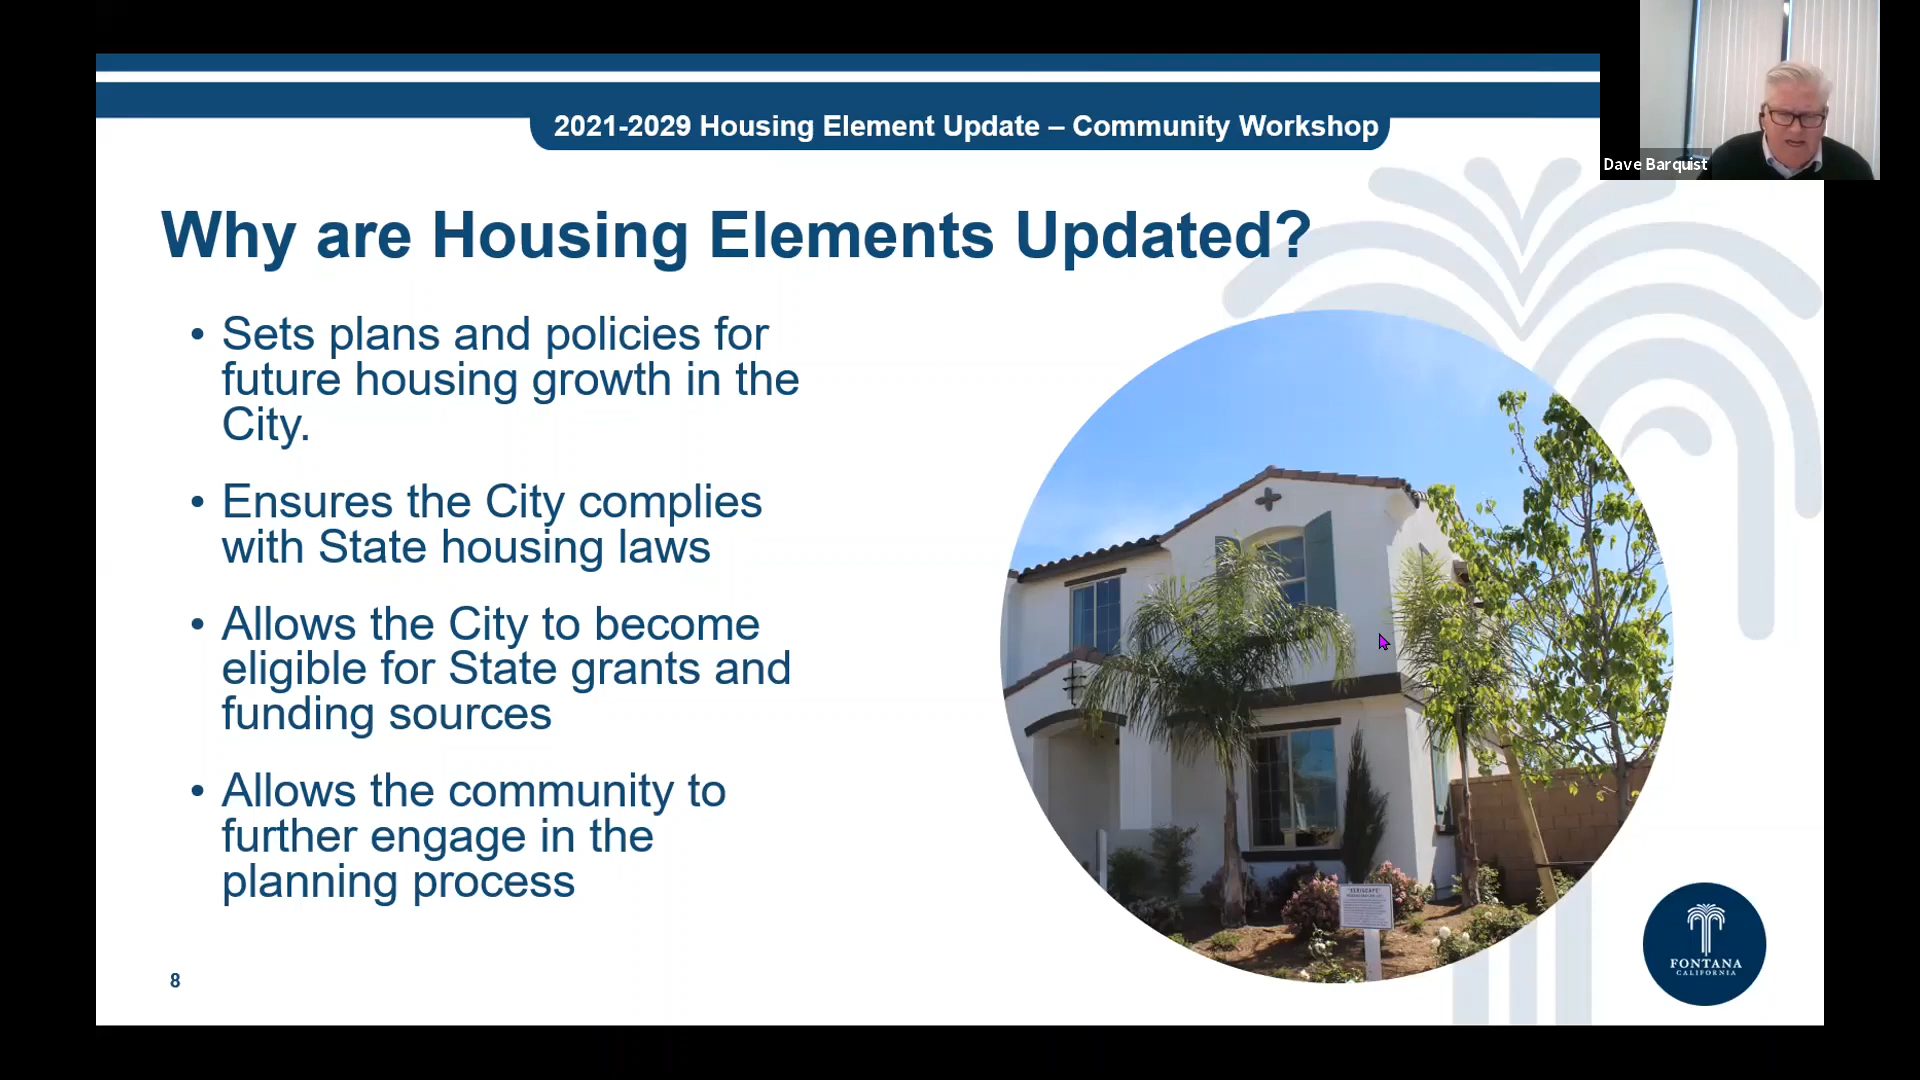 2021-2029 Housing Element Update – Community Workshop
Dave Barquist
Why are Housing Elements Updated?
• Sets plans and policies for
future housing growth in the
City.
• Ensures the City complies
with State housing laws
• Allows the City to become
eligible for State grants and
funding sources
• Allows the community to
further engage in the
planning process
8
FONTANA
CALIFORNIA